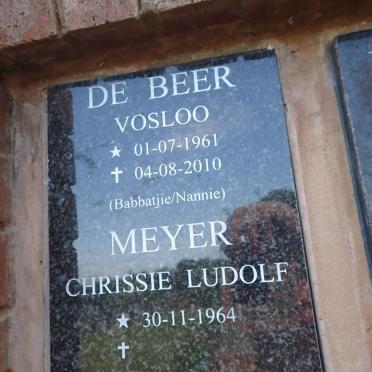 DE BEER
VOSLOO
★ 01-07-1961
✝ 04-08-2010
(Babbatjie/Nannie)
MEYER
CHRISSIE LUDOLF
★ 30-11-1964
✝